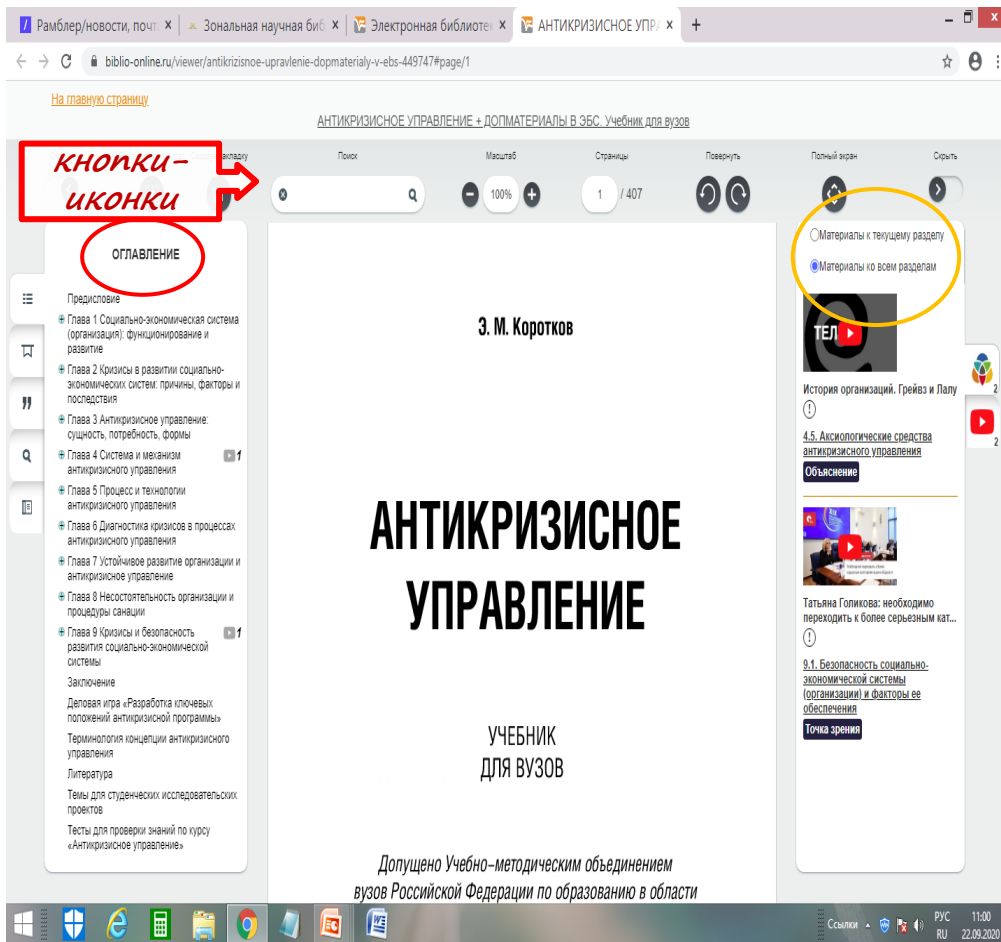 Рамблер/новости, почт
Зональная научная биб
Электронная библиотек
АНТИКРИЗИСНОЕ УПРА
biblio-online.ru/viewer/antikrizisnoe-upravlenie-dopmaterialy-v-ebs-449747#page/1
На главную страницу
АНТИКРИЗИСНОЕ УПРАВЛЕНИЕ + ДОПМАТЕРИАЛЫ В ЭБС. Учебник для вузов
кнопки-
иконки
Поиск
Масштаб
Страницы
Повернуть
Полный экран
Скрыть
100%
1 / 407
ОГЛАВЛЕНИЕ
Предисловие
Глава 1 Социально-экономическая система
(организация): функционирование и
развитие
Глава 2 Кризисы в развитии социально-
экономических систем: причины, факторы и
последствия
Глава 3 Антикризисное управление:
сущность, потребность, формы
Глава 4 Система и механизм 1
антикризисного управления
Глава 5 Процесс и технологии
антикризисного управления
Глава 6 Диагностика кризисов в процессах
антикризисного управления
Глава 7 Устойчивое развитие организации и
антикризисное управление
Глава 8 Несостоятельность организации и
процедуры санации
Глава 9 Кризисы и безопасность 1
развития социально-экономической
системы
Заключение
Деловая игра «Разработка ключевых
положений антикризисной программы»
Терминология концепции антикризисного
управления
Литература
Темы для студенческих исследовательских
проектов
Тесты для проверки знаний по курсу
«Антикризисное управление»
Э. М. Коротков
АНТИКРИЗИСНОЕ
УПРАВЛЕНИЕ
УЧЕБНИК
ДЛЯ ВУЗОВ
Допущено Учебно-методическим объединением
вузов Российской Федерации по образованию в области
Материалы к текущему разделу
Материалы ко всем разделам
ТЕЛ
История организаций. Грейвз и Лалу
4.5. Аксиологические средства
антикризисного управления
Объяснение
Татьяна Голикова: необходимо
переходить к более серьезным кат...
9.1. Безопасность социально-
экономической системы
(организации) и факторы ее
обеспечения
Точка зрения
2
2
Ссылки
РУС
RU
11:00
22.09.2020